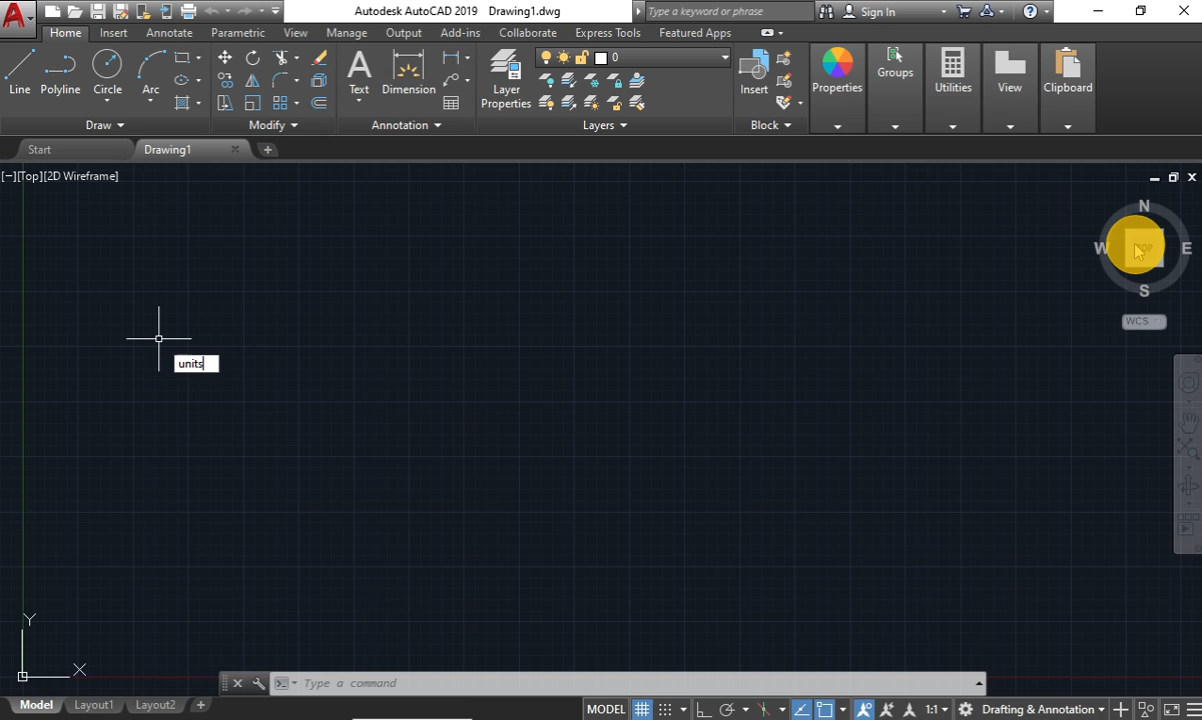 Autodesk AutoCAD 2019 Drawing1.dwg
Type a keyword or phrase
Sign In
Home Insert Annotate Parametric View Manage Output Add-ins Collaborate Express Tools Featured Apps
Line Polyline Circle Arc
Text Dimension
Layer Properties
0
Insert
Properties
Groups
Utilities
View
Clipboard
Draw
Modify
Annotation
Layers
Block
Start
Drawing1
[−][Top][2D Wireframe]
N
W TOP E
S
WCS
units
Y
X
Type a command
Model Layout1 Layout2
MODEL
1:1
Drafting & Annotation